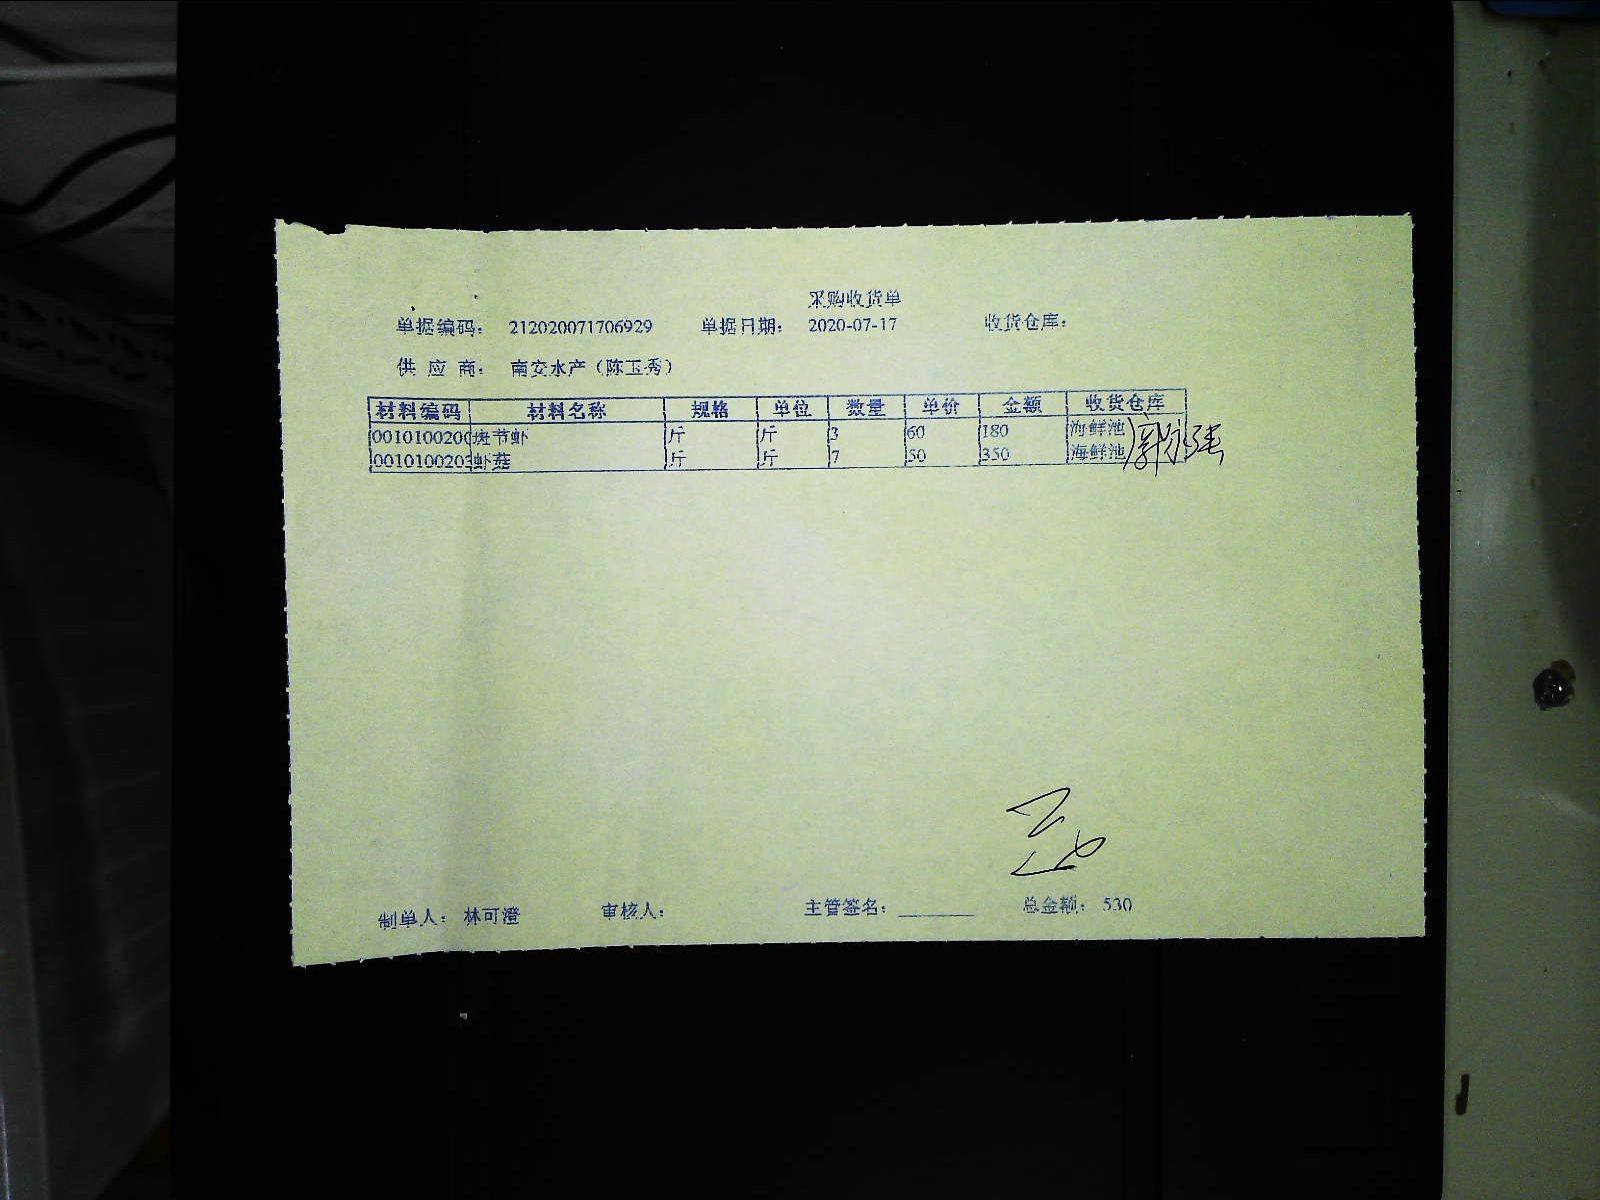 采购收货单
单据编码： 212020071706929 单据日期： 2020-07-17 收货仓库：
供 应 商： 南安水产（陈玉秀）
材料编码 材料名称 规格 单位 数量 单价 金额 收货仓库
0010100200 斑节虾 斤 斤 3 60 180 海鲜池
0010100203 虾菇 斤 斤 7 50 350 海鲜池
制单人： 林可澄 审核人： 主管签名： 总金额： 530